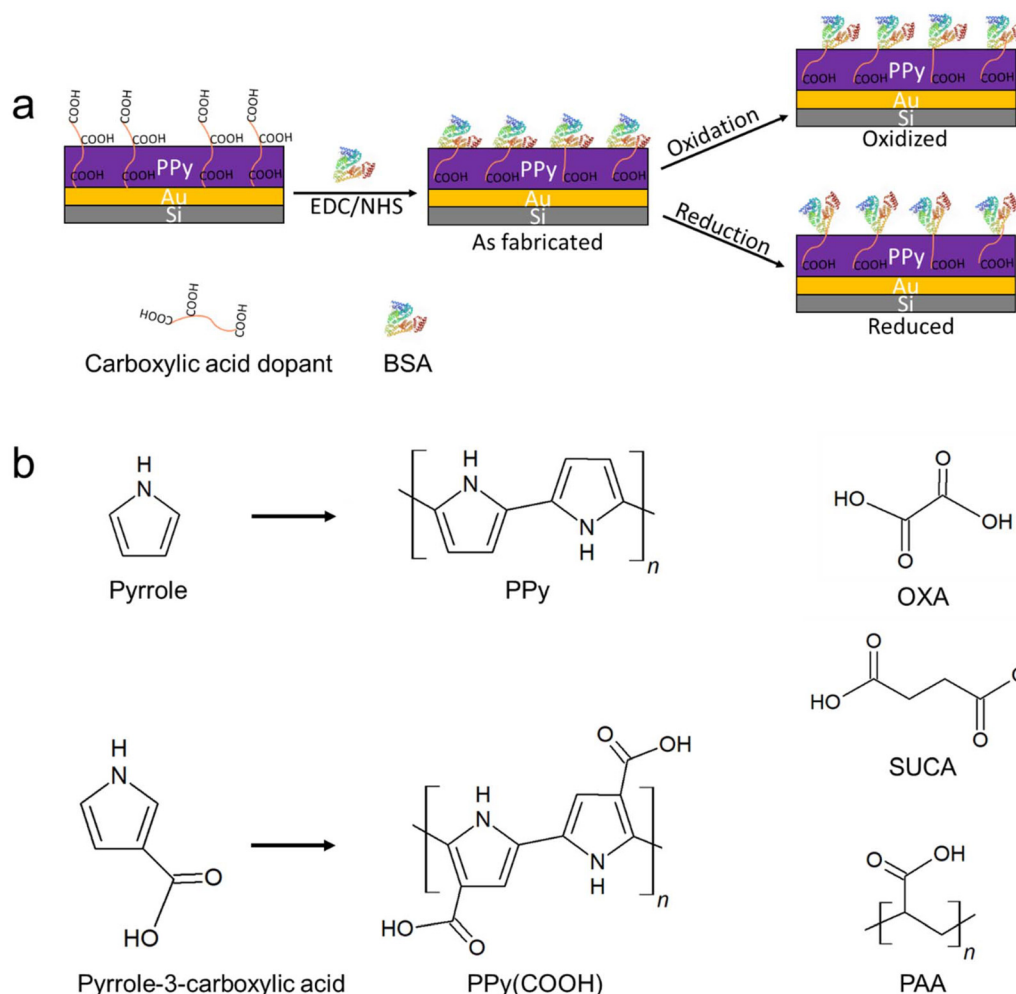 a
COOH COOH COOH COOH
COOH COOH COOH COOH
PPy
COOH COOH COOH COOH
Au
Si
EDC/NHS
PPy
COOH COOH COOH COOH
Au
Si
As fabricated
Oxidation
PPy
COOH COOH COOH COOH
Au
Si
Oxidized
Reduction
PPy
COOH COOH COOH COOH
Au
Si
Reduced
COOH COOH COOH
Carboxylic acid dopant
BSA
b
H
N
Pyrrole
H
N
N
H
n
PPy
O
HO
OH
O
OXA
O
HO
O
SUCA
H
N
O
HO
Pyrrole-3-carboxylic acid
O
OH
H
N
N
H
n
HO
O
PPy(COOH)
O
OH
n
PAA